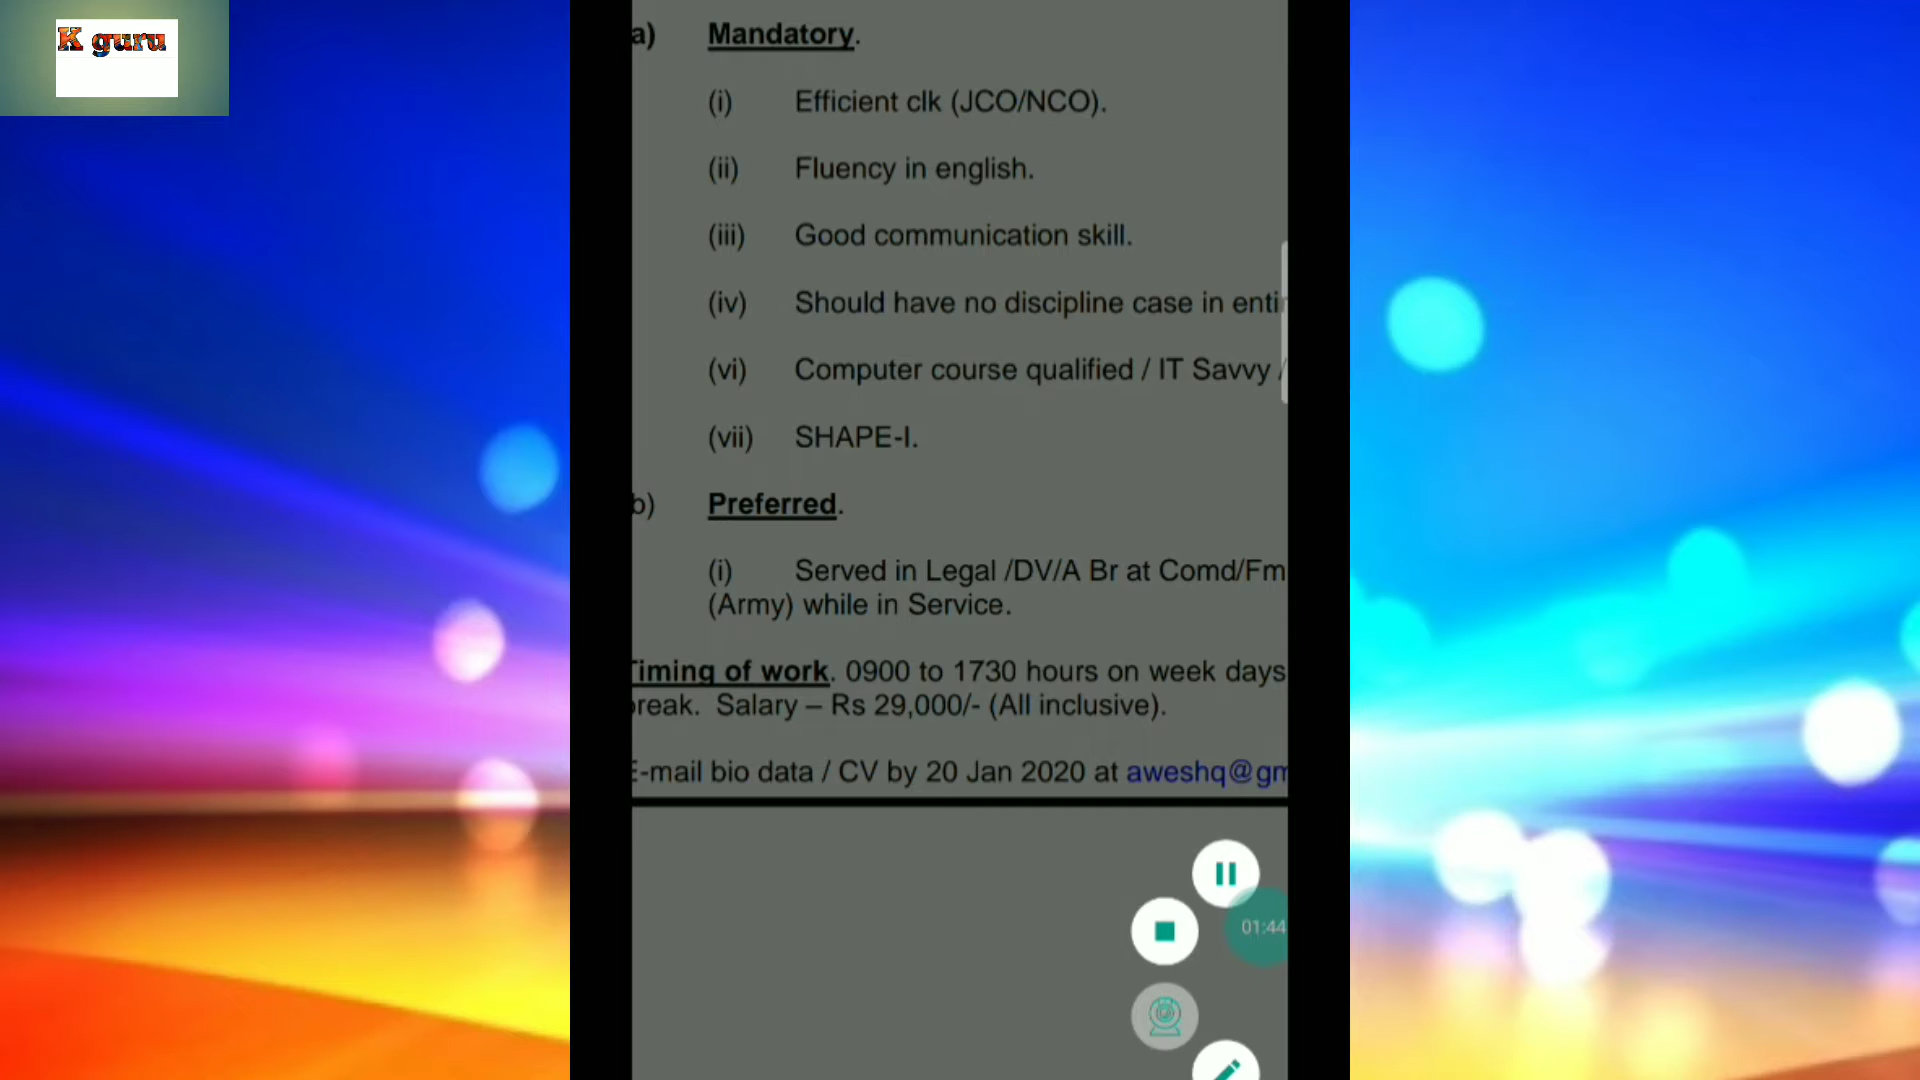 K guru
a) Mandatory.
(i) Efficient clk (JCO/NCO).
(ii) Fluency in english.
(iii) Good communication skill.
(iv) Should have no discipline case in
(vi) Computer course qualified / IT Savvy /
(vii) SHAPE-I.
b) Preferred.
(i) Served in Legal /DV/A Br at Comd/Fm
(Army) while in Service.
Timing of work. 0900 to 1730 hours on week days
break. Salary – Rs 29,000/- (All inclusive).
E-mail bio data / CV by 20 Jan 2020 at aweshq@gm
01:44